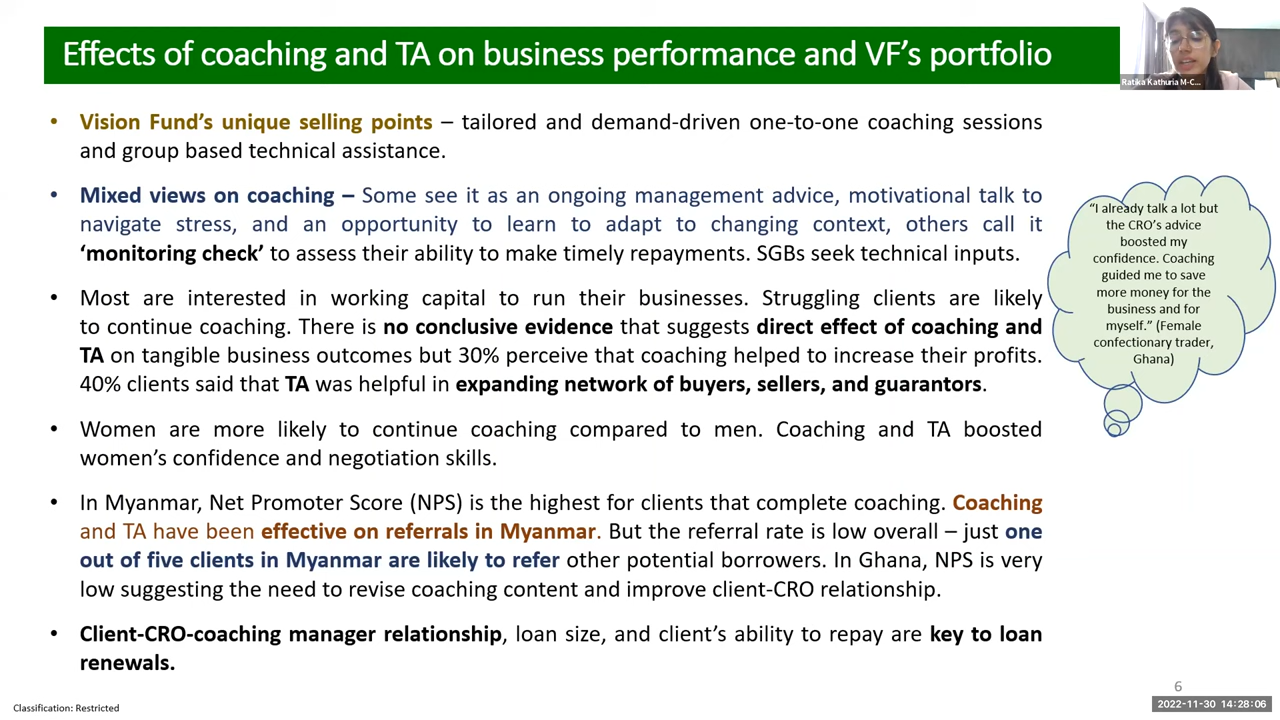 Effects of coaching and TA on business performance and VF's portfolio
Ratika Kathuria M-C...
• Vision Fund's unique selling points – tailored and demand-driven one-to-one coaching sessions
and group based technical assistance.
• Mixed views on coaching – Some see it as an ongoing management advice, motivational talk to
navigate stress, and an opportunity to learn to adapt to changing context, others call it
'monitoring check' to assess their ability to make timely repayments. SGBs seek technical inputs.
• Most are interested in working capital to run their businesses. Struggling clients are likely
to continue coaching. There is no conclusive evidence that suggests direct effect of coaching and
TA on tangible business outcomes but 30% perceive that coaching helped to increase their profits.
40% clients said that TA was helpful in expanding network of buyers, sellers, and guarantors.
• Women are more likely to continue coaching compared to men. Coaching and TA boosted
women's confidence and negotiation skills.
• In Myanmar, Net Promoter Score (NPS) is the highest for clients that complete coaching. Coaching
and TA have been effective on referrals in Myanmar. But the referral rate is low overall – just one
out of five clients in Myanmar are likely to refer other potential borrowers. In Ghana, NPS is very
low suggesting the need to revise coaching content and improve client-CRO relationship.
• Client-CRO-coaching manager relationship, loan size, and client's ability to repay are key to loan
renewals.
"I already talk a lot but
the CRO's advice
boosted my
confidence. Coaching
guided me to save
more money for the
business and for
myself." (Female
confectionary trader,
Ghana)
6
Classification: Restricted
2022-11-30 14:28:06